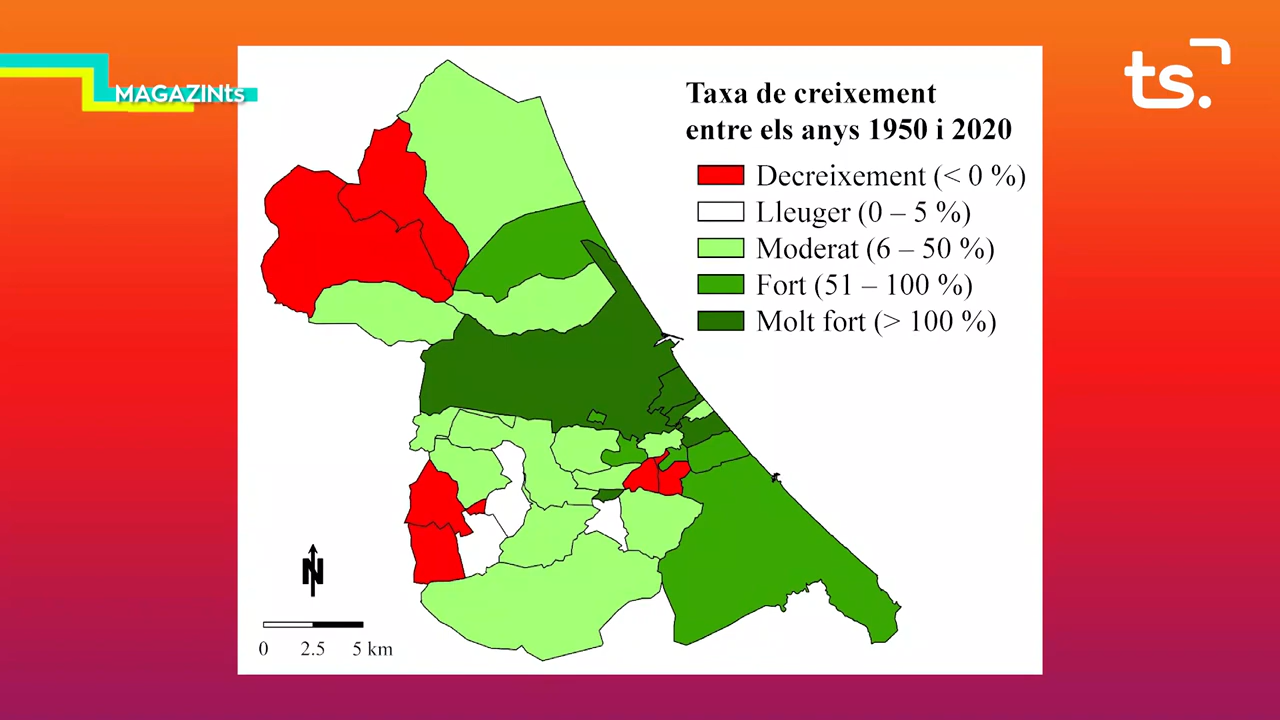 MAGAZINts
ts.
Taxa de creixement
entre els anys 1950 i 2020
Decreixement (< 0 %)
Lleuger (0 – 5 %)
Moderat (6 – 50 %)
Fort (51 – 100 %)
Molt fort (> 100 %)
N
0 2.5 5 km